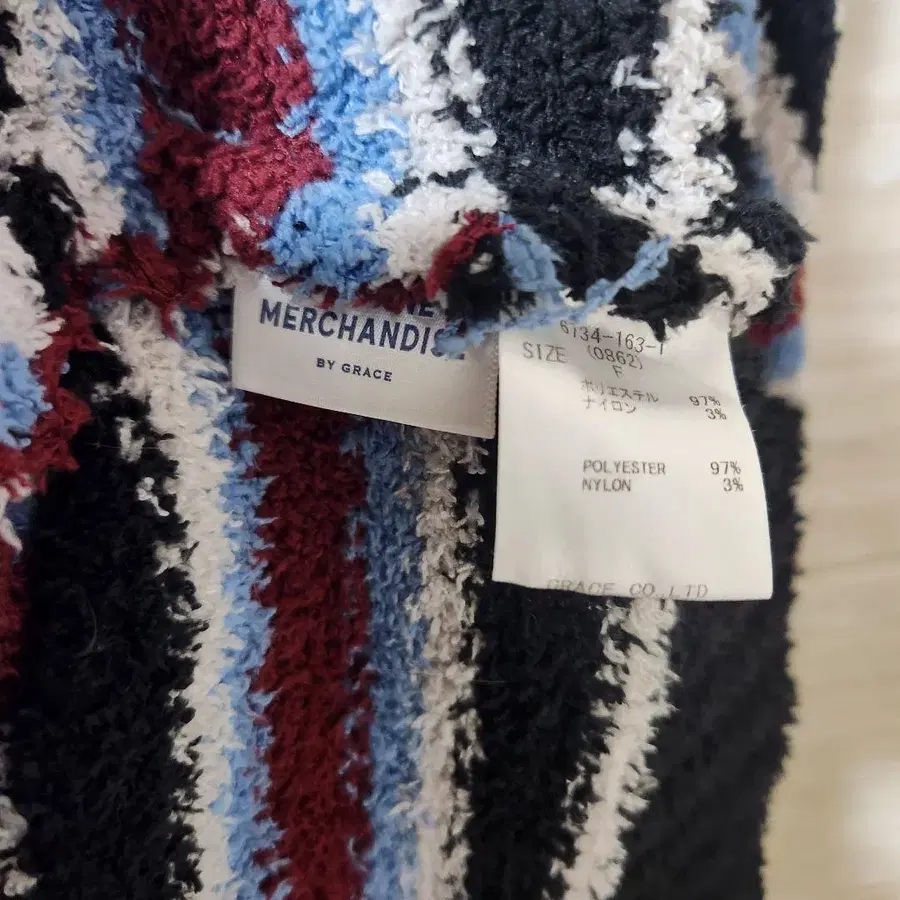 MERCHANDIS
BY GRACE
6134-163-1
SIZE (0862)
F
ポリエステル 97%
ナイロン 3%
POLYESTER 97%
NYLON 3%
GRACE CO.,LTD